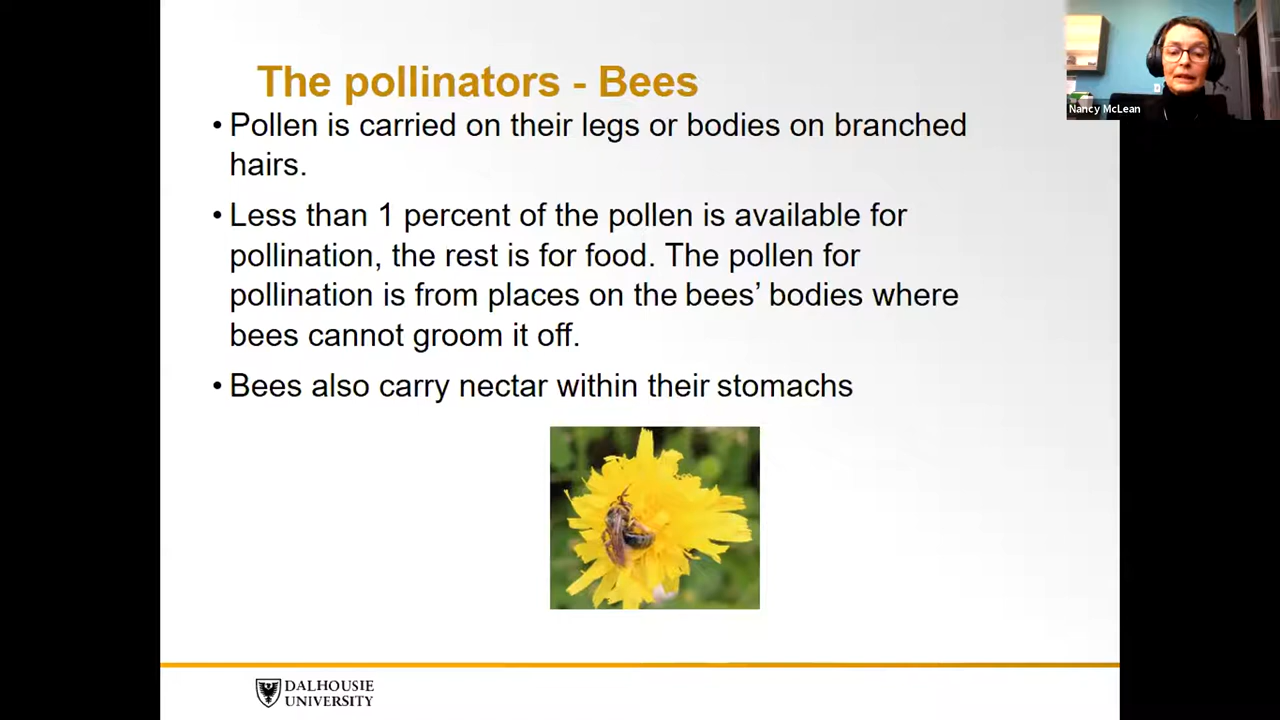 The pollinators - Bees
Nancy McLean
• Pollen is carried on their legs or bodies on branched
hairs.
• Less than 1 percent of the pollen is available for
pollination, the rest is for food. The pollen for
pollination is from places on the bees’ bodies where
bees cannot groom it off.
• Bees also carry nectar within their stomachs
DALHOUSIE
UNIVERSITY